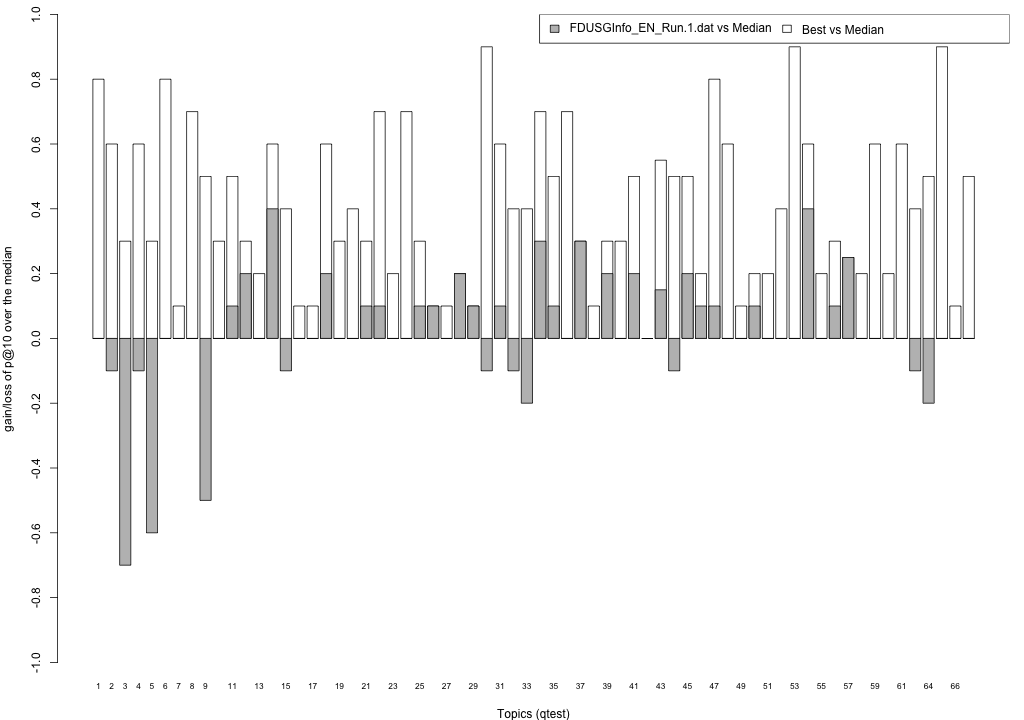 FDUSGInfo_EN_Run.1.dat vs Median Best vs Median
1.0
0.8
0.6
0.4
0.2
0.0
-0.2
-0.4
-0.6
-0.8
-1.0
gain/loss of p@10 over the median
1 2 3 4 5 6 7 8 9 11 13 15 17 19 21 23 25 27 29 31 33 35 37 39 41 43 45 47 49 51 53 55 57 59 61 64 66
Topics (qtest)